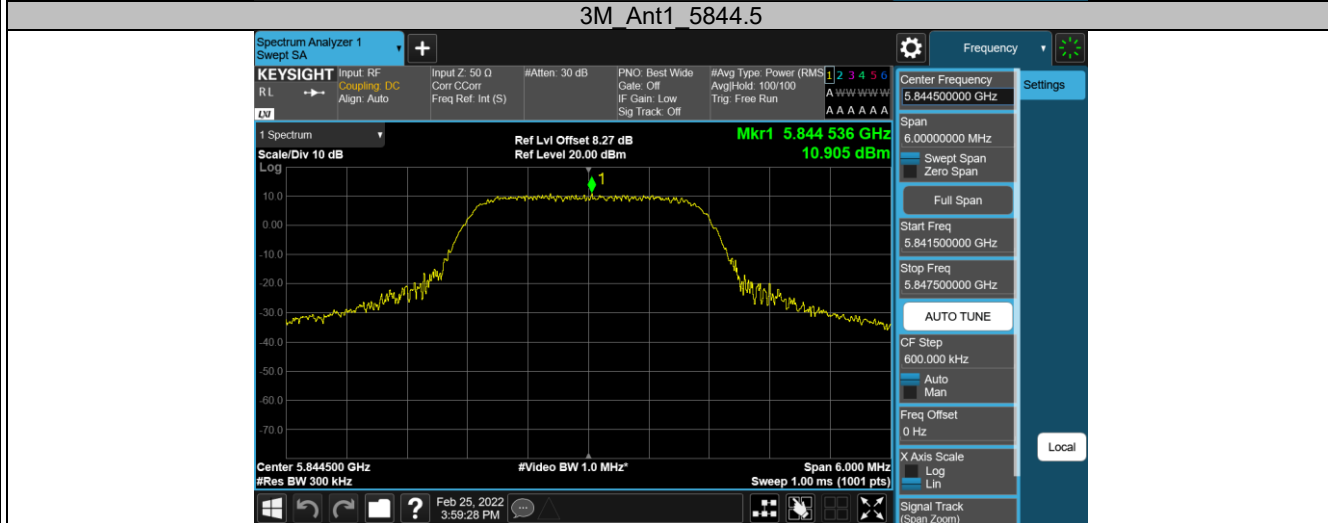 3M_Ant1_5844.5
Spectrum Analyzer 1
Swept SA
Frequency
KEYSIGHT
RL
LXI
Input: RF
Coupling: DC
Align: Auto
Input Z: 50 Ω
Corr CCorr
Freq Ref: Int (S)
#Atten: 30 dB
PNO: Best Wide
Gate: Off
IF Gain: Low
Sig Track: Off
#Avg Type: Power (RMS
Avg|Hold: 100/100
Trig: Free Run
1 2 3 4 5 6
A W W W W W
A A A A A A
1 Spectrum
Scale/Div 10 dB
Log
Ref Lvl Offset 8.27 dB
Ref Level 20.00 dBm
Mkr1 5.844 536 GHz
10.905 dBm
1
10.0
0.00
-10.0
-20.0
-30.0
-40.0
-50.0
-60.0
-70.0
Center 5.844500 GHz
#Res BW 300 kHz
#Video BW 1.0 MHz*
Span 6.000 MHz
Sweep 1.00 ms (1001 pts)
Center Frequency
5.844500000 GHz
Span
6.00000000 MHz
Swept Span
Zero Span
Full Span
Start Freq
5.841500000 GHz
Stop Freq
5.847500000 GHz
AUTO TUNE
CF Step
600.000 kHz
Auto
Man
Freq Offset
0 Hz
X Axis Scale
Log
Lin
Signal Track
(Span Zoom)
Settings
Local
?
Feb 25, 2022
3:59:28 PM